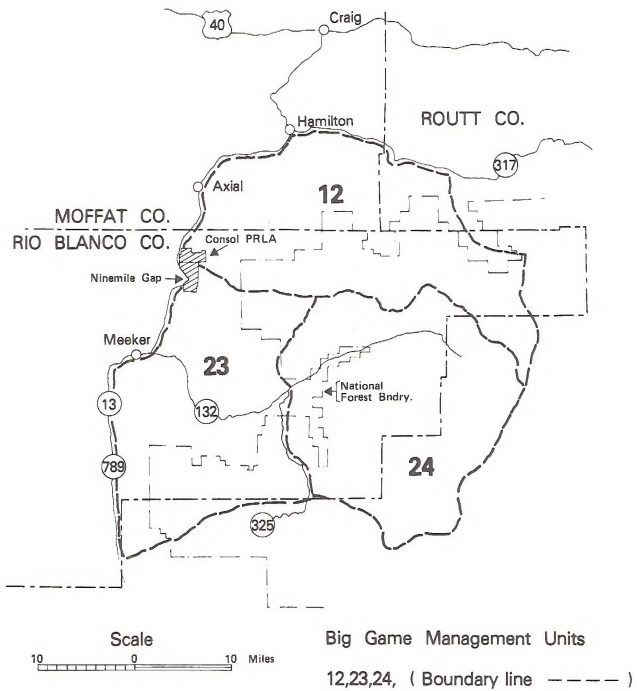 40
Craig
Hamilton
ROUTT CO.
317
Axial
12
MOFFAT CO.
RIO BLANCO CO.
Consol PRLA
Ninemile Gap
Meeker
23
National
Forest Bndry.
13
132
789
24
325
Scale
10 0 10 Miles
Big Game Management Units
12,23,24, ( Boundary line ---- )